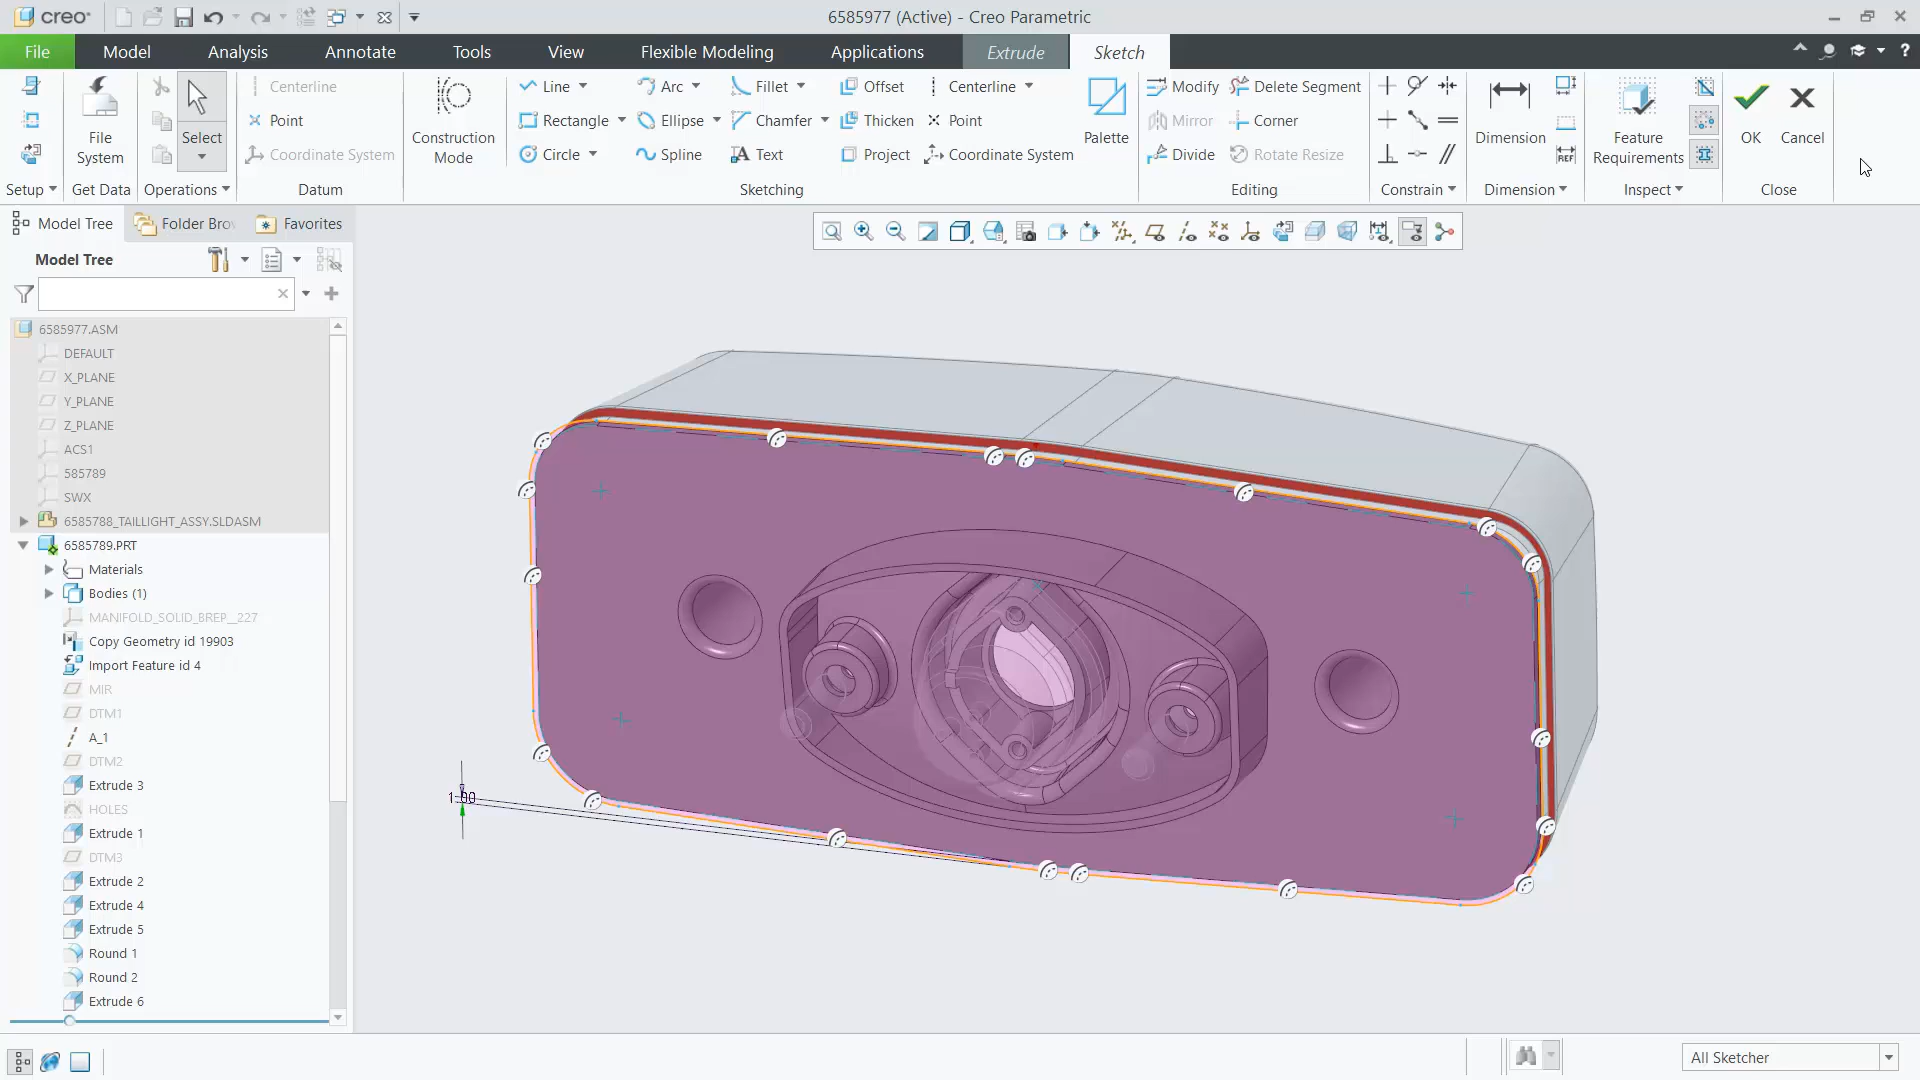 creo
6585977 (Active) - Creo Parametric
File
Model
Analysis
Annotate
Tools
View
Flexible Modeling
Applications
Extrude
Sketch
Centerline
Line
Arc
Fillet
Offset
Centerline
Modify
Delete Segment
Point
Rectangle
Ellipse
Chamfer
Thicken
Point
Mirror
Corner
File
System
Select
Construction
Mode
Palette
Dimension
Feature
Requirements
OK
Cancel
Coordinate System
Circle
Spline
Text
Project
Coordinate System
Divide
Rotate Resize
REF
Setup
Get Data
Operations
Datum
Sketching
Editing
Constrain
Dimension
Inspect
Close
Model Tree
Folder Bro
Favorites
Model Tree
6585977.ASM
DEFAULT
X_PLANE
Y_PLANE
Z_PLANE
ACS1
585789
SWX
6585788_TAILLIGHT_ASSY.SLDASM
6585789.PRT
Materials
Bodies (1)
MANIFOLD_SOLID_BREP__227
Copy Geometry id 19903
Import Feature id 4
MIR
DTM1
A_1
DTM2
Extrude 3
HOLES
Extrude 1
DTM3
Extrude 2
Extrude 4
Extrude 5
Round 1
Round 2
Extrude 6
1.00
All Sketcher